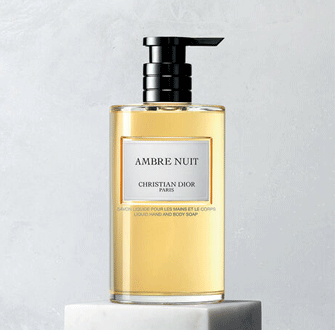 AMBRE NUIT
CHRISTIAN DIOR
PARIS
SAVON LIQUIDE POUR LES MAINS ET LE CORPS
LIQUID HAND AND BODY SOAP